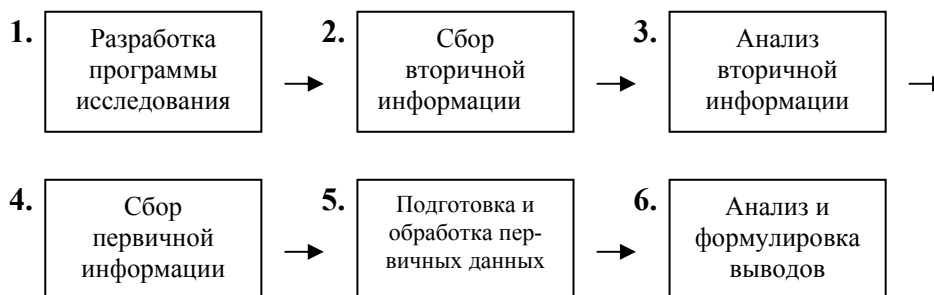 1. Разработка
программы
исследования
2. Сбор
вторичной
информации
3. Анализ
вторичной
информации
4. Сбор
первичной
информации
5. Подготовка и
обработка пер-
вичных данных
6. Анализ и
формулировка
выводов